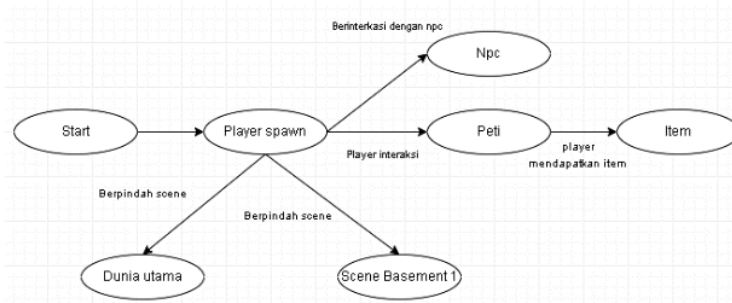 Berinterkasi dengan npc
Npc
Start
Player spawn
Peti
Item
Player interaksi
player
mendapatkan item
Berpindah scene
Berpindah scene
Dunia utama
Scene Basement 1